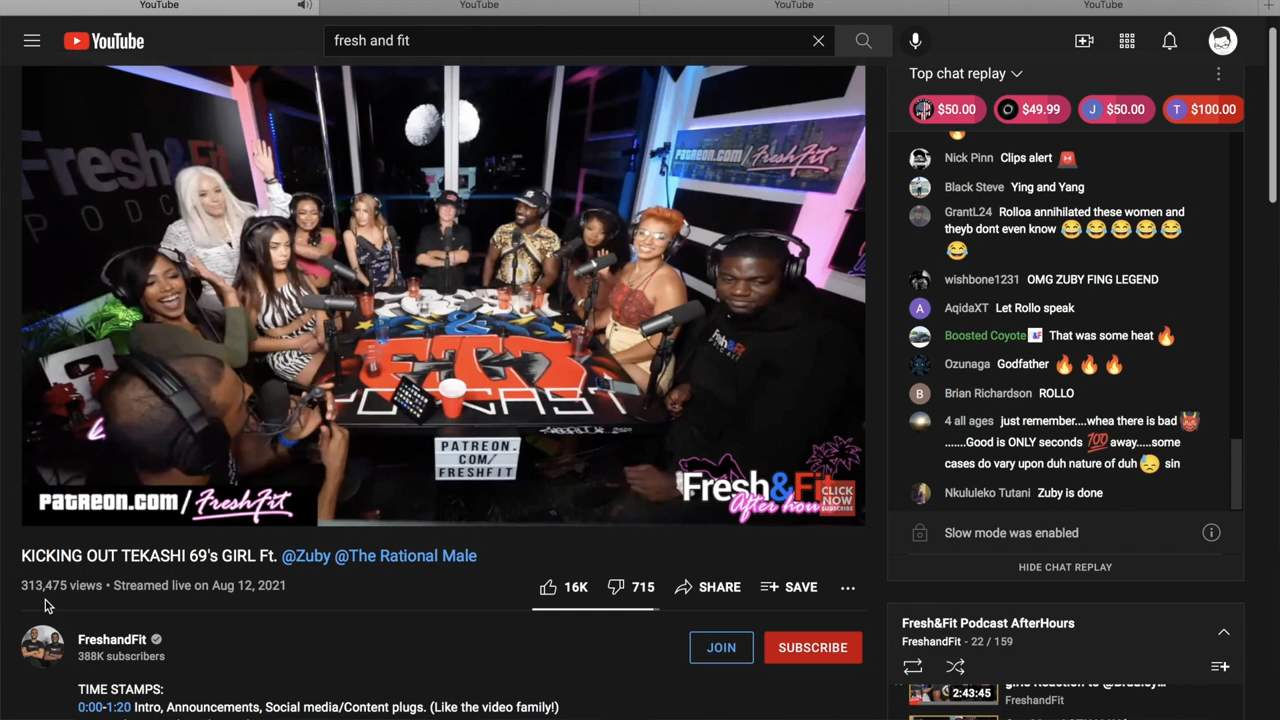 YouTube
YouTube
YouTube
YouTube
YouTube
fresh and fit
Fresh&Fit
PODC
PATREON.COM/FreshFit
PATREON.
COM/
FRESHFIT
PATREON.COM/FreshFit
Fresh&Fit
After hou
CLICK
NOW
SUBSCRIBE
KICKING OUT TEKASHI 69's GIRL Ft. @Zuby @The Rational Male
313,475 views • Streamed live on Aug 12, 2021
16K 715 SHARE SAVE
FreshandFit
388K subscribers
JOIN SUBSCRIBE
TIME STAMPS:
0:00-1:20 Intro, Announcements, Social media/Content plugs. (Like the video family!)
Top chat replay
$50.00 $49.99 J $50.00 T $100.00
Nick Pinn Clips alert 🚨
Black Steve Ying and Yang
GrantL24 Rolloa annihilated these women and
theyb dont even know 😂😂😂😂😂
😂
wishbone1231 OMG ZUBY FING LEGEND
A AqidaXT Let Rollo speak
Boosted Coyote That was some heat 🔥
Ozunaga Godfather 🔥🔥🔥
B Brian Richardson ROLLO
4 all ages just remember....whea there is bad 👹
.......Good is ONLY seconds 💯 away.....some
cases do vary upon duh nature of duh 😓 sin
Nkululeko Tutani Zuby is done
Slow mode was enabled
HIDE CHAT REPLAY
Fresh&Fit Podcast AfterHours
FreshandFit - 22 / 159
2:43:45
FreshandFit